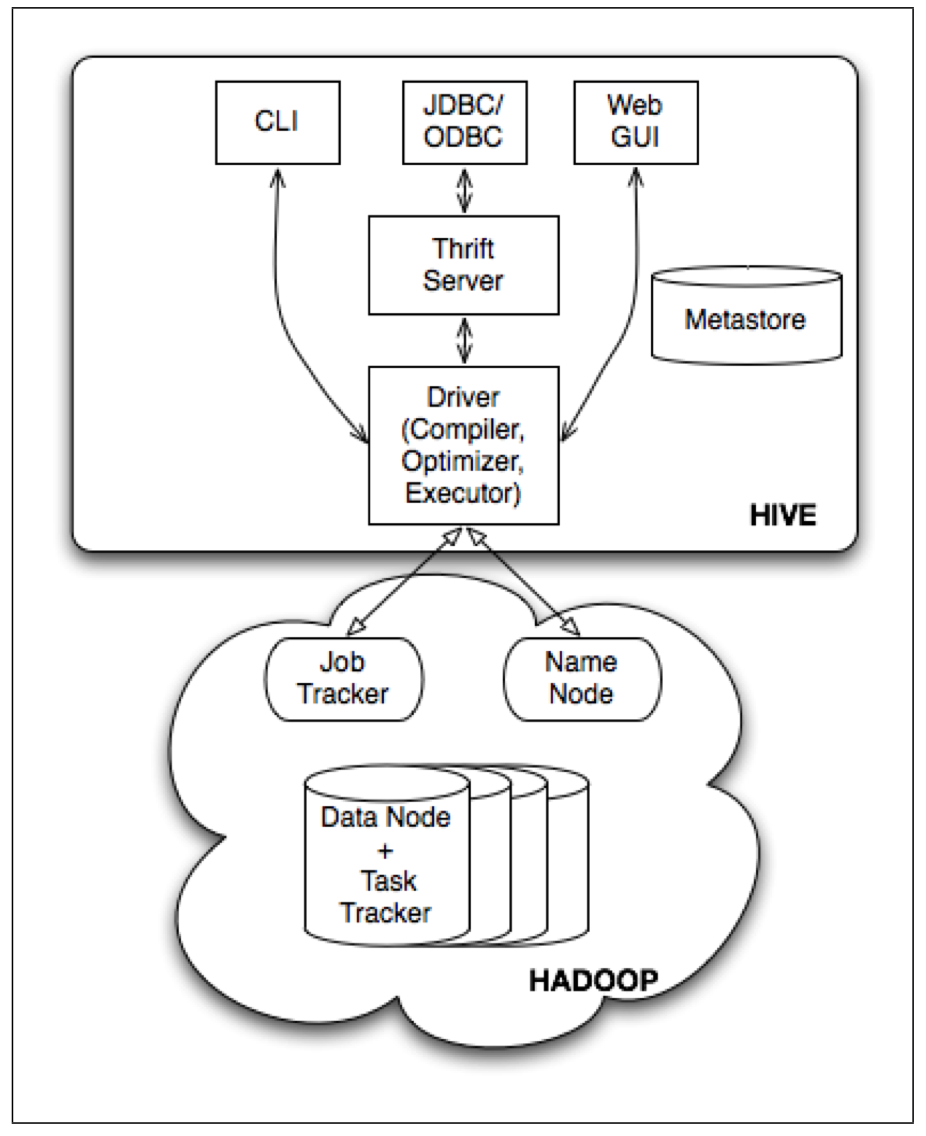 CLI
JDBC/
ODBC
Web
GUI
Thrift
Server
Metastore
Driver
(Compiler,
Optimizer,
Executor)
HIVE
Job
Tracker
Name
Node
Data Node
+
Task
Tracker
HADOOP